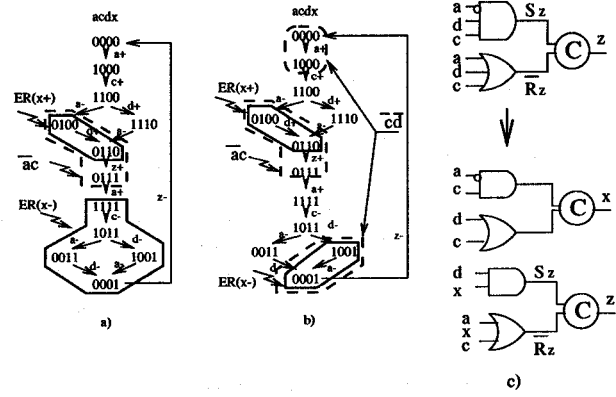 acdx
0000
a+
1000
c+
1100
ER(x+)
a-
d+
0100
1110
d+
a-
0110
ac
z+
0111
a+
ER(x-)
1111
c-
1011
a-
d-
0011
1001
d-
0001
z-
a)
acdx
0000
a+
1000
c+
1100
ER(x+)
a-
d+
0100
1110
d+
a-
0110
cd
ac
z+
0111
a+
1111
c-
1011
a-
d-
0011
1001
d-
a-
ER(x-)
0001
z-
b)
a
d
c
Sz
C
z
a
d
c
Rz
a
c
C
x
d
c
d
x
Sz
C
z
a
x
c
Rz
c)